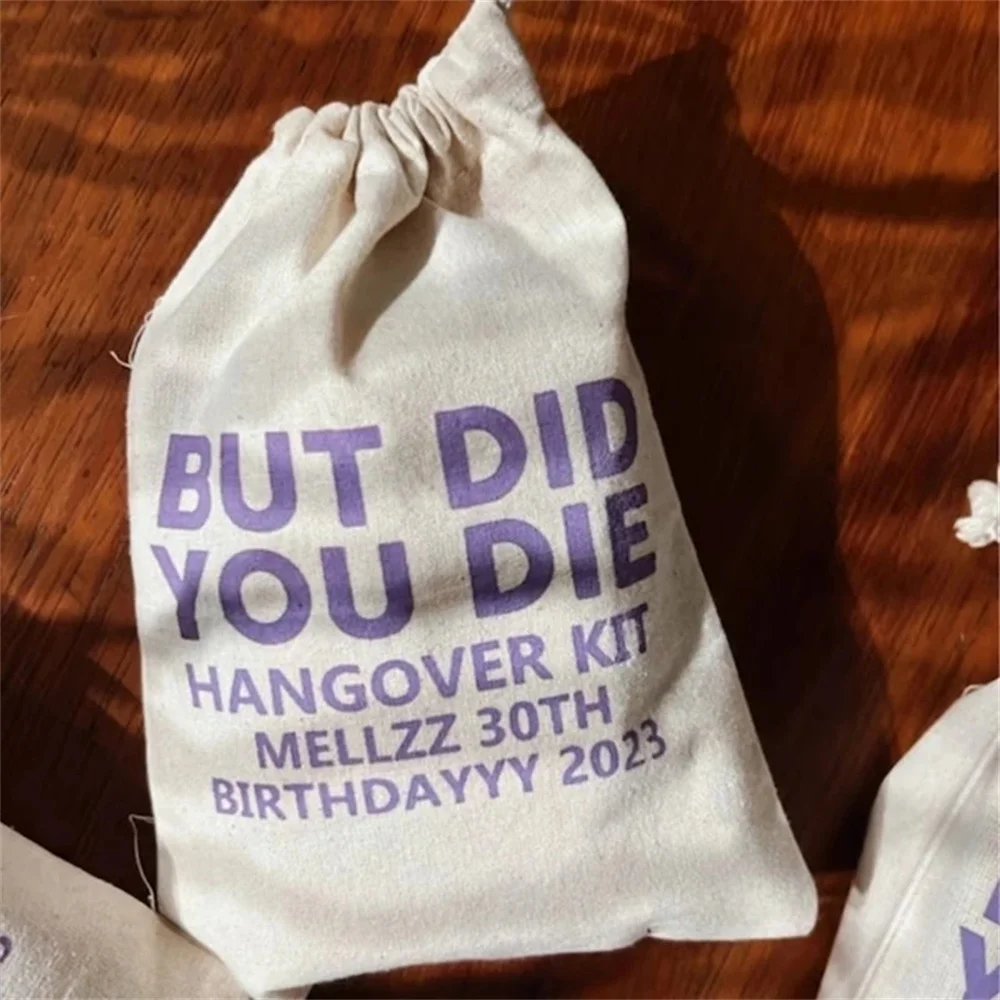 BUT DID
YOU DIE
HANGOVER KIT
MELLZZ 30TH
BIRTHDAYYY 2023